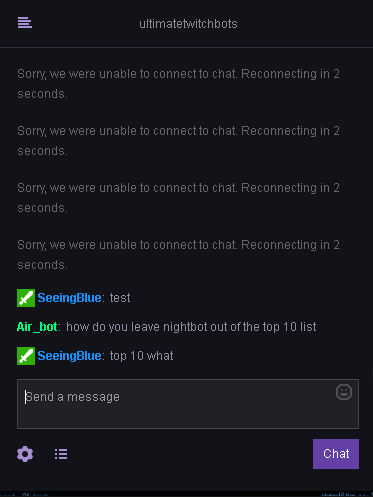 ultimatetwitchbots
Sorry, we were unable to connect to chat. Reconnecting in 2
seconds.
Sorry, we were unable to connect to chat. Reconnecting in 2
seconds.
Sorry, we were unable to connect to chat. Reconnecting in 2
seconds.
Sorry, we were unable to connect to chat. Reconnecting in 2
seconds.
SeeingBlue: test
Air_bot: how do you leave nightbot out of the top 10 list
SeeingBlue: top 10 what
Send a message
Chat